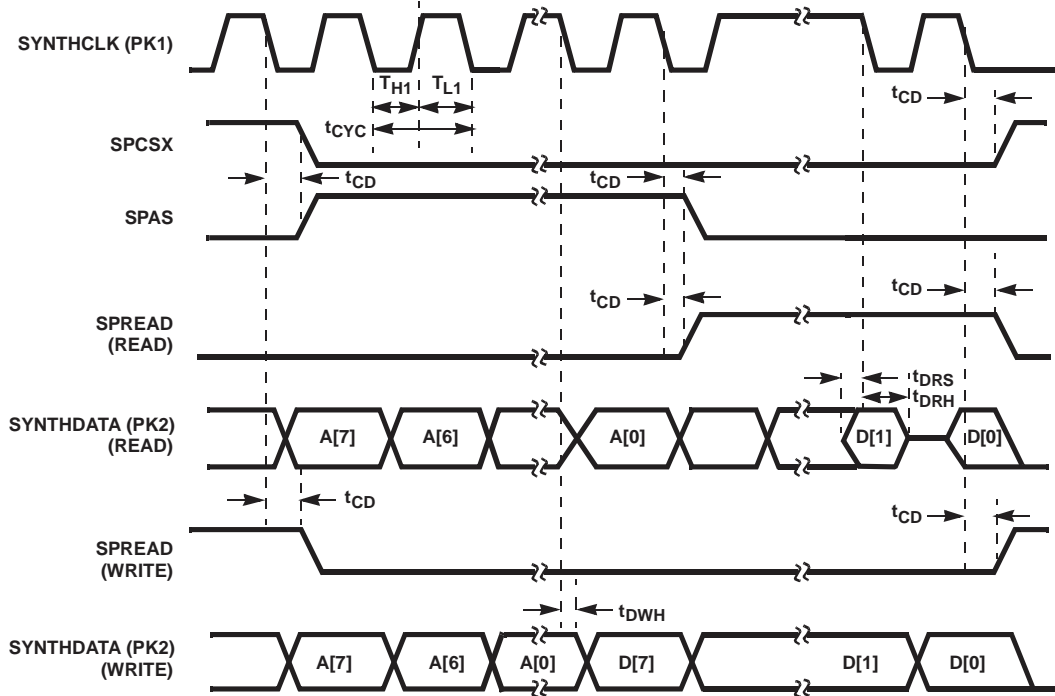 SYNTHCLK (PK1)
TH1
TL1
tCD
tCYC
SPCSX
tCD
tCD
SPAS
tCD
tCD
SPREAD
(READ)
tDRS
tDRH
SYNTHDATA (PK2)
(READ)
A[7]
A[6]
A[0]
D[1]
D[0]
tCD
tCD
SPREAD
(WRITE)
tDWH
SYNTHDATA (PK2)
(WRITE)
A[7]
A[6]
A[0]
D[7]
D[1]
D[0]